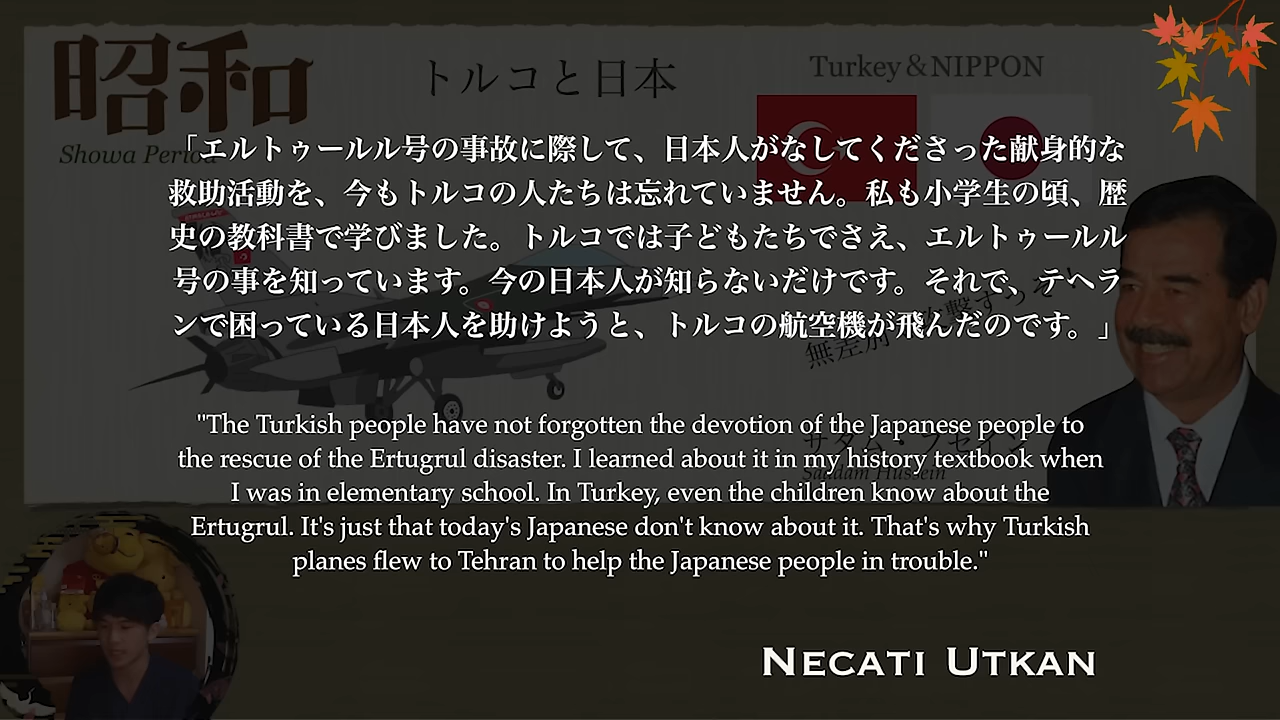 昭和
Showa Period
トルコと日本
Turkey & NIPPON
「エルトゥールル号の事故に際して、日本人がなしてくださった献身的な
救助活動を、今もトルコの人たちは忘れていません。私も小学生の頃、歴
史の教科書で学びました。トルコでは子どもたちでさえ、エルトゥールル
号の事を知っています。今の日本人が知らないだけです。それで、テヘラ
ンで困っている日本人を助けようと、トルコの航空機が飛んだのです。」
無差別
撃するぞ！
サダム・フセイン
Saddam Hussein
"The Turkish people have not forgotten the devotion of the Japanese people to
the rescue of the Ertugrul disaster. I learned about it in my history textbook when
I was in elementary school. In Turkey, even the children know about the
Ertugrul. It's just that today's Japanese don't know about it. That's why Turkish
planes flew to Tehran to help the Japanese people in trouble."
NECATI UTKAN